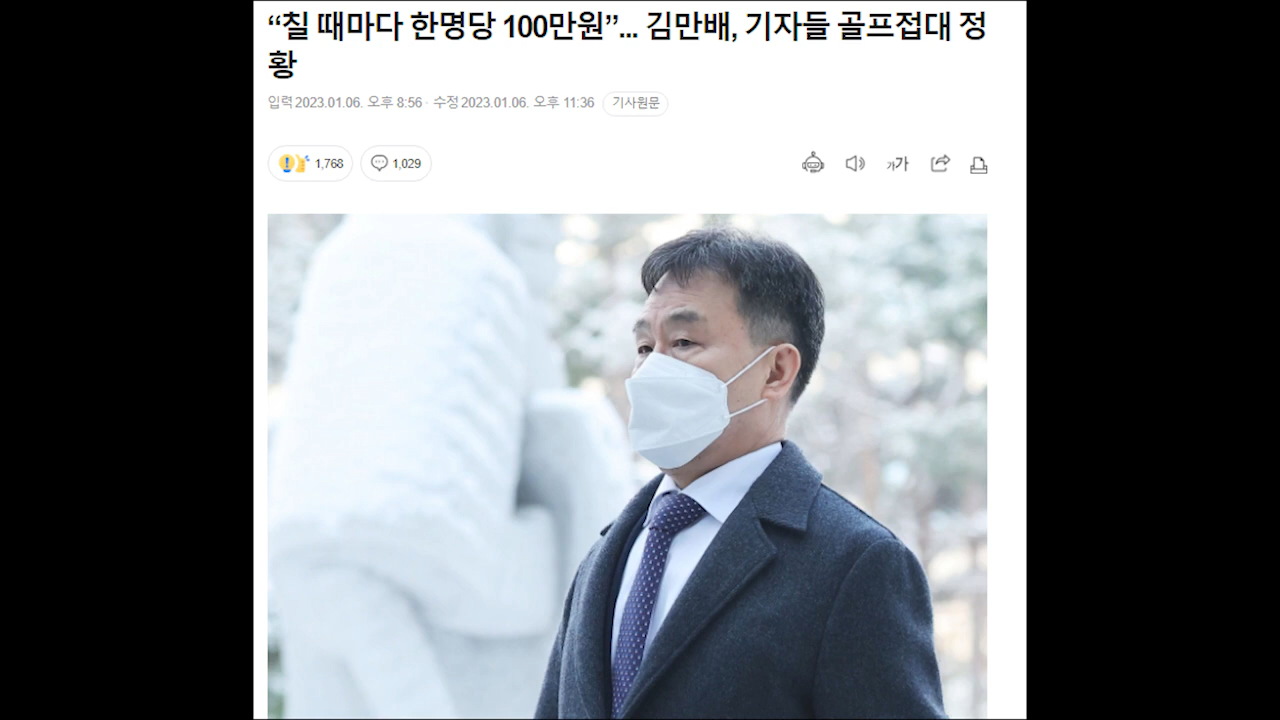 “칠 때마다 한명당 100만원”... 김만배, 기자들 골프접대 정
황
입력 2023.01.06. 오후 8:56 · 수정 2023.01.06. 오후 11:36 기사원문
1,768 1,029 가가